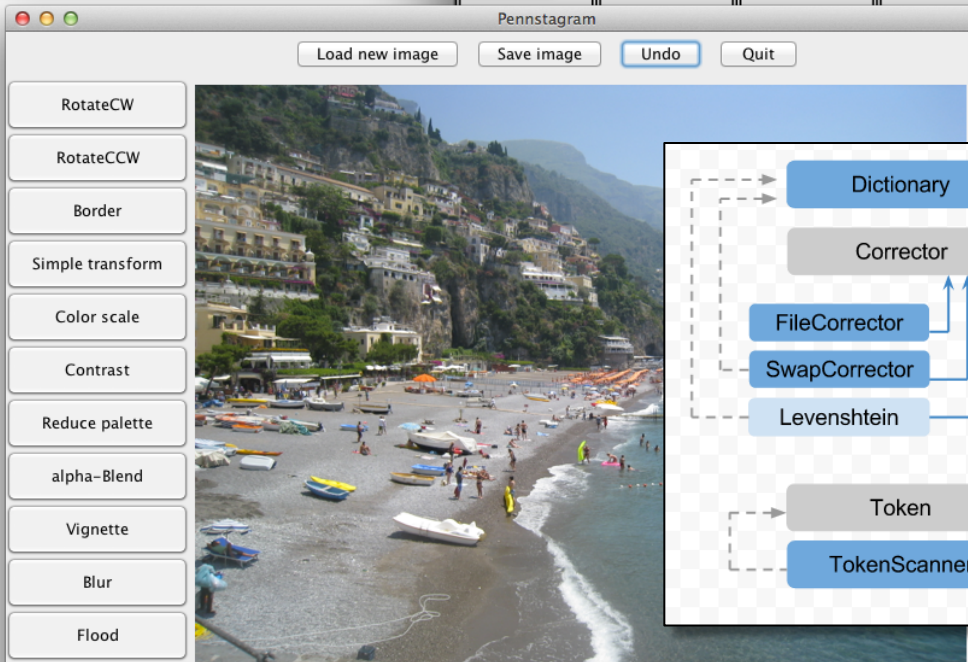 Pennstagram
Load new image
Save image
Undo
Quit
RotateCW
RotateCCW
Border
Simple transform
Color scale
Contrast
Reduce palette
alpha-Blend
Vignette
Blur
Flood
Dictionary
Corrector
FileCorrector
SwapCorrector
Levenshtein
Token
TokenScanner